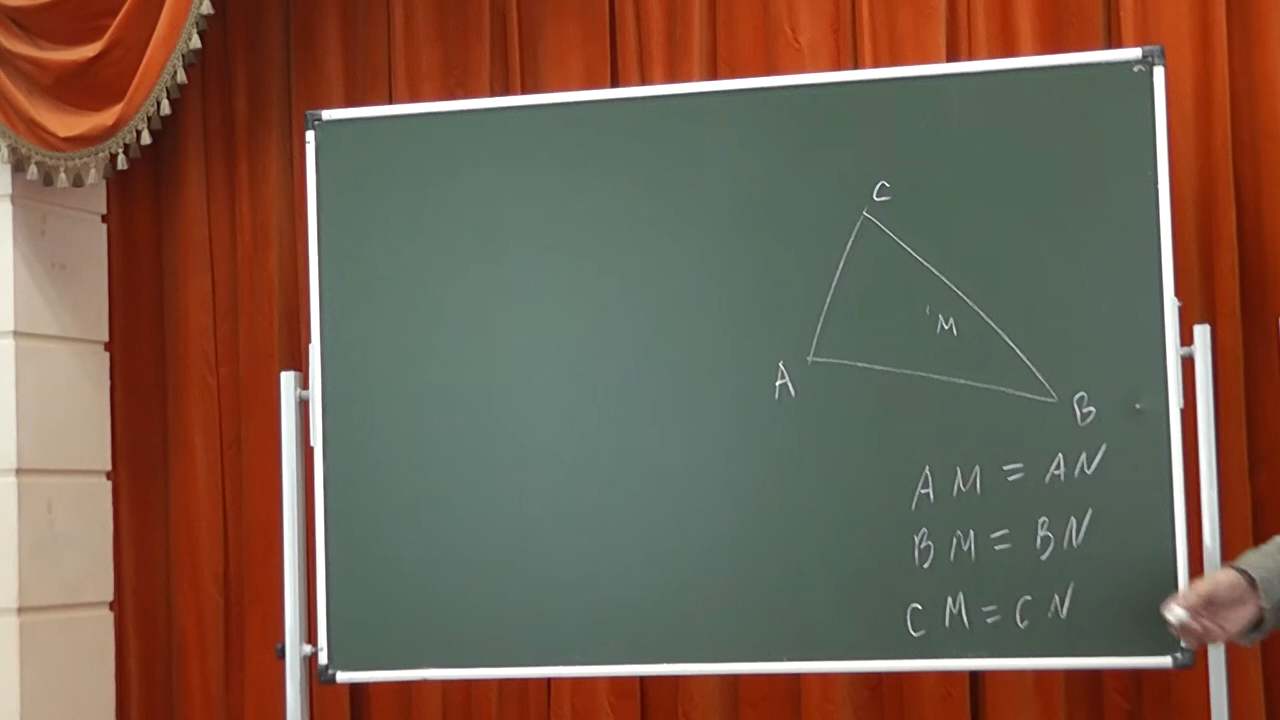 C
M
A
B
AM = AN
BM = BN
CM = CN